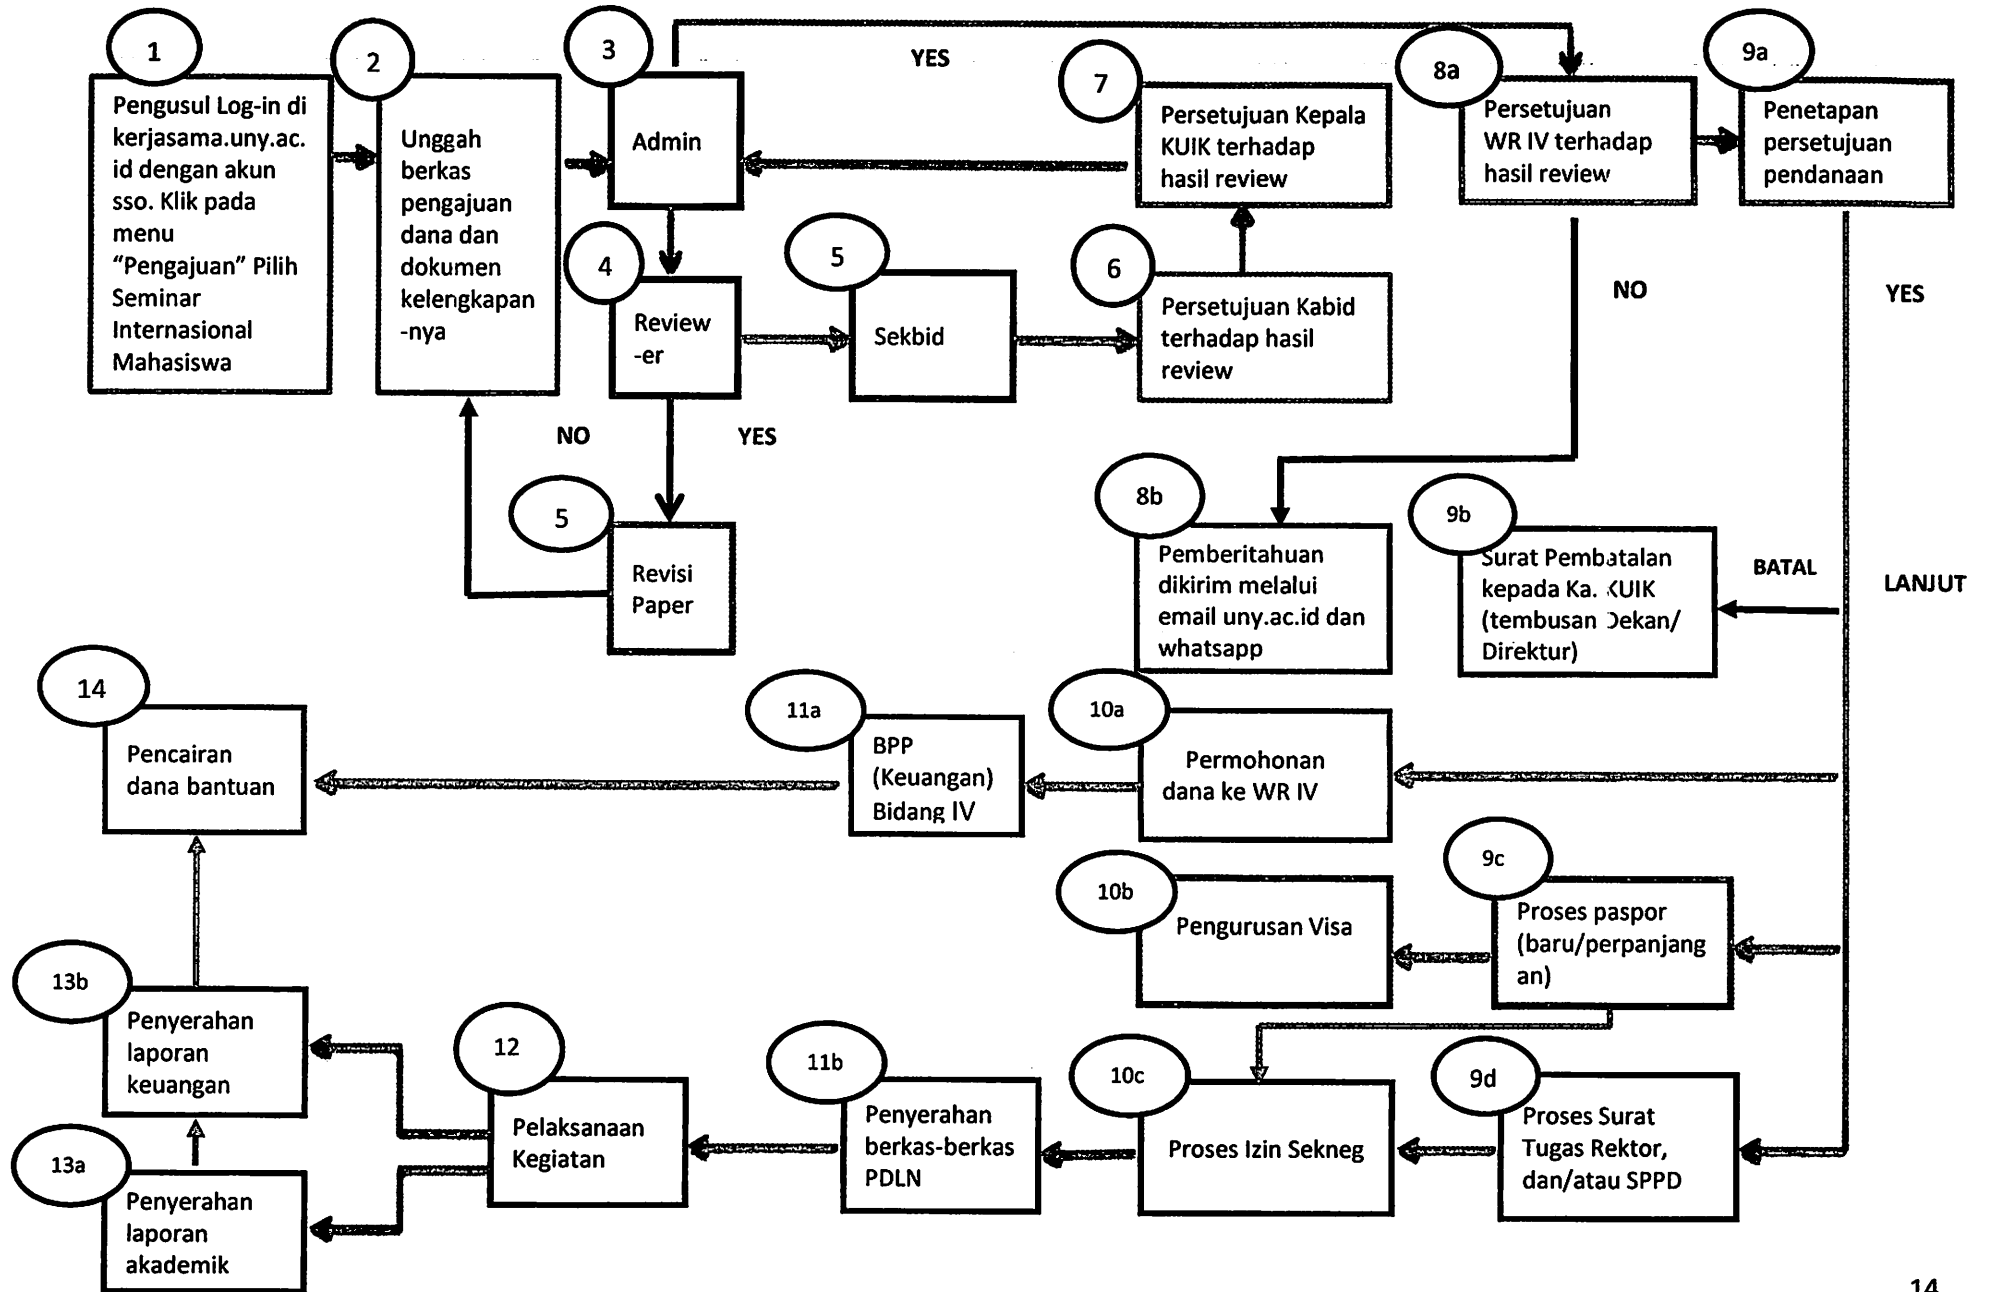 1
Pengusul Log-in di
kerjasama.uny.ac.
id dengan akun
sso. Klik pada
menu
“Pengajuan” Pilih
Seminar
Internasional
Mahasiswa
2
Unggah
berkas
pengajuan
dana dan
dokumen
kelengkapan
-nya
3
Admin
4
Review
-er
NO
YES
5
Revisi
Paper
5
Sekbid
6
Persetujuan Kabid
terhadap hasil
review
7
Persetujuan Kepala
KUIK terhadap
hasil review
YES
8a
Persetujuan
WR IV terhadap
hasil review
NO
8b
Pemberitahuan
dikirim melalui
email uny.ac.id dan
whatsapp
9a
Penetapan
persetujuan
pendanaan
YES
9b
Surat Pembatalan
kepada Ka. KUIK
(tembusan Dekan/
Direktur)
BATAL
LANJUT
10a
Permohonan
dana ke WR IV
11a
BPP
(Keuangan)
Bidang IV
14
Pencairan
dana bantuan
9c
Proses paspor
(baru/perpanjang
an)
10b
Pengurusan Visa
9d
Proses Surat
Tugas Rektor,
dan/atau SPPD
10c
Proses Izin Sekneg
11b
Penyerahan
berkas-berkas
PDLN
12
Pelaksanaan
Kegiatan
13b
Penyerahan
laporan
keuangan
13a
Penyerahan
laporan
akademik
14